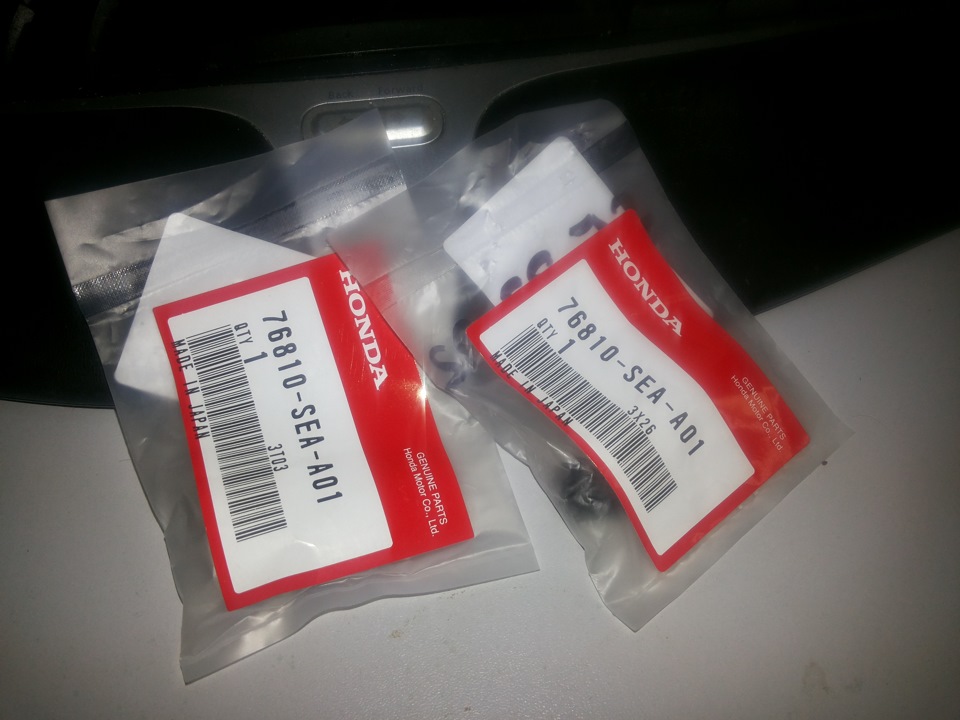 HONDA
76810-SEA-A01
QTY 1
3T03
MADE IN JAPAN
GENUINE PARTS
Honda Motor Co., Ltd.
HONDA
76810-SEA-A01
QTY 1
3X26
MADE IN JAPAN
GENUINE PARTS
Honda Motor Co., Ltd.